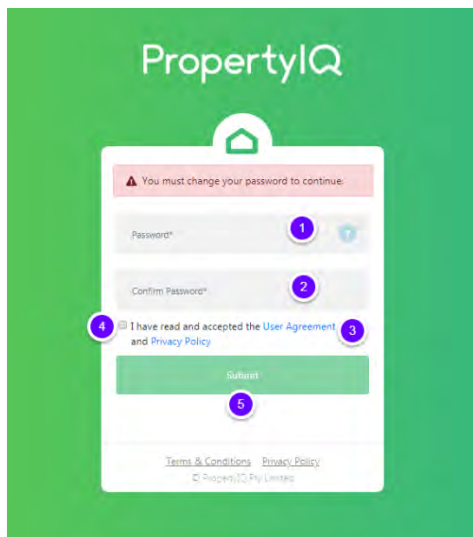 PropertyIQ
You must change your password to continue.
Password*
1
Confirm Password*
2
4
I have read and accepted the User Agreement
3
and Privacy Policy
Submit
5
Terms & Conditions Privacy Policy
© PropertyIQ Pty Limited